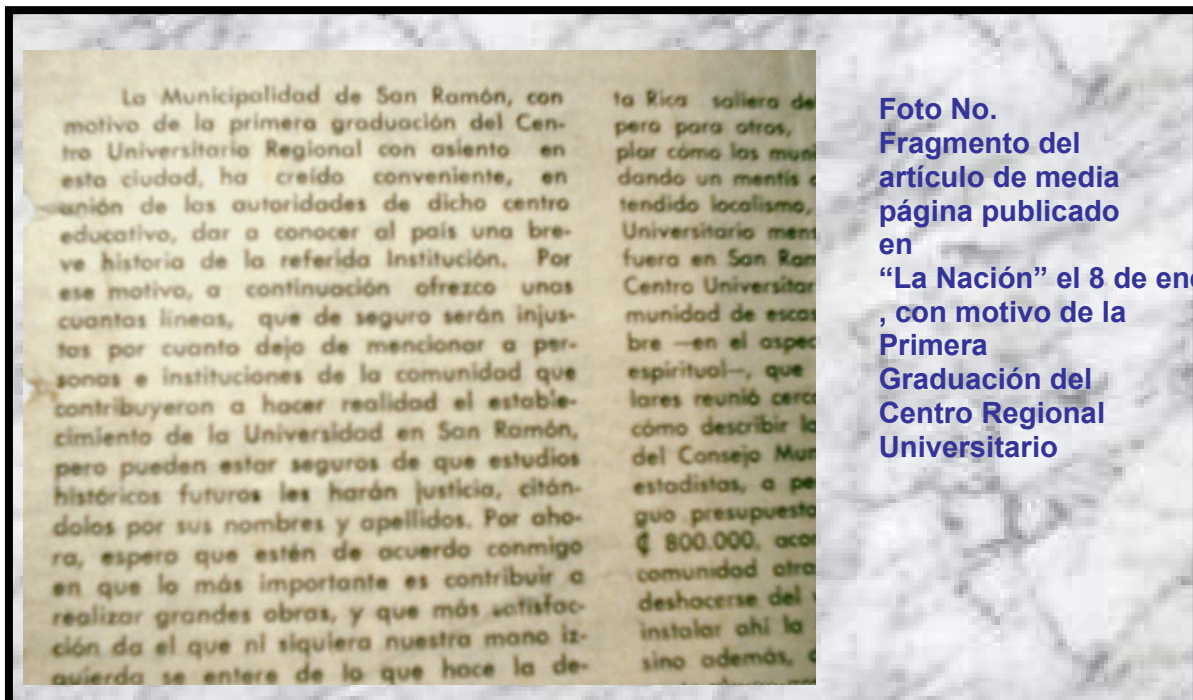 La Municipalidad de San Ramón, con
motivo de la primera graduación del Cen-
tro Universitario Regional con asiento en
esta ciudad, ha creído conveniente, en
unión de las autoridades de dicho centro
educativo, dar a conocer al país una bre-
ve historia de la referida Institución. Por
ese motivo, a continuación ofrezco unas
cuantas líneas, que de seguro serán injus-
tas por cuanto dejo de mencionar a per-
sonas e instituciones de la comunidad que
contribuyeron a hacer realidad el estable-
cimiento de la Universidad en San Ramón,
pero pueden estar seguros de que estudios
históricos futuros les harán justicia, citán-
dolos por sus nombres y apellidos. Por aho-
ra, espero que estén de acuerdo conmigo
en que lo más importante es contribuir a
realizar grandes obras, y que más satisfac-
ción da el que ni siquiera nuestra mano iz-
quierda se entere de lo que hace la de-
ta Rica saliera de
pero para otros,
plar cómo las muni
dando un mentís
tendido localismo,
Universitario mens
fuera en San Ram
Centro Universitar
munidad de escas
bre —en el aspec
espiritual—, que
lares reunió cerc
cómo describir la
del Consejo Mun
estadistas, a pe
guo presupuesto
₡ 800.000, acor
comunidad atra
deshacerse del
instalar ahí la
sino además,
Foto No.
Fragmento del
artículo de media
página publicado
en
“La Nación” el 8 de ene
, con motivo de la
Primera
Graduación del
Centro Regional
Universitario